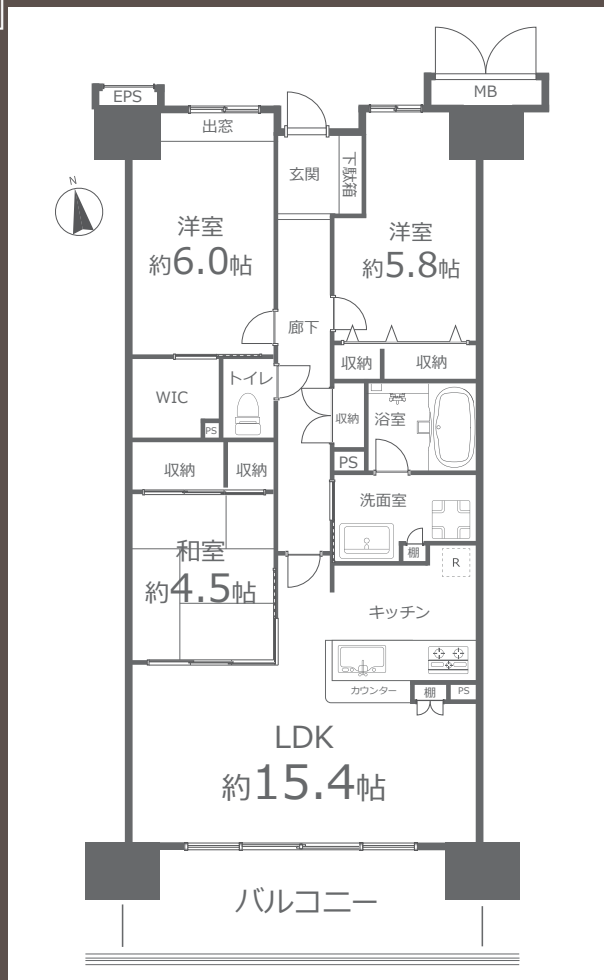 EPS
MB
出窓
玄関
下駄箱
N
洋室
約6.0帖
洋室
約5.8帖
廊下
収納
収納
トイレ
WIC
PS
収納
浴室
PS
収納
収納
洗面室
棚
R
和室
約4.5帖
キッチン
カウンター
棚
PS
LDK
約15.4帖
バルコニー